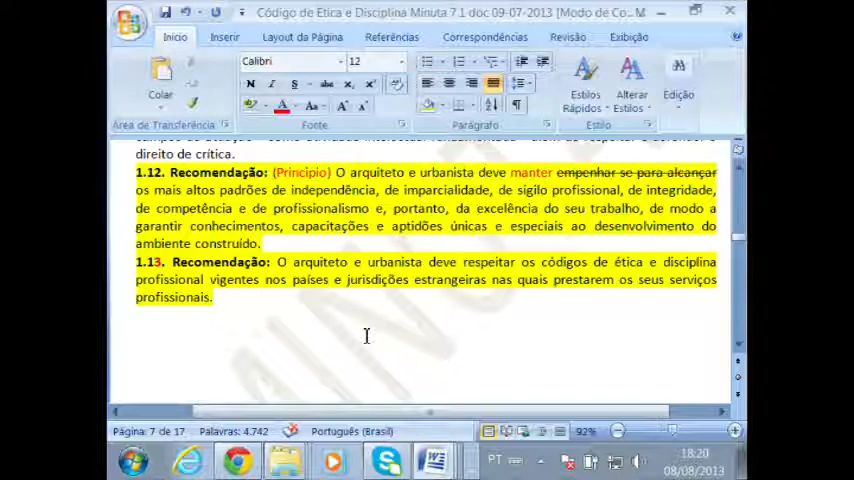 Código de Etica e Disciplina Minuta 7.1 doc 09-07-2013 [Modo de Co... M...
Início Inserir Layout da Página Referências Correspondências Revisão Exibição
Calibri 12
Colar
N I S abc x₂ x²
Estilos Rápidos
Alterar Estilos
Edição
Área de Transferência Fonte Parágrafo Estilo
direito de crítica.
1.12. Recomendação: (Principio) O arquiteto e urbanista deve manter empenhar se para alcançar
os mais altos padrões de independência, de imparcialidade, de sigilo profissional, de integridade,
de competência e de profissionalismo e, portanto, da excelência do seu trabalho, de modo a
garantir conhecimentos, capacitações e aptidões únicas e especiais ao desenvolvimento do
ambiente construído.
1.13. Recomendação: O arquiteto e urbanista deve respeitar os códigos de ética e disciplina
profissional vigentes nos países e jurisdições estrangeiras nas quais prestarem os seus serviços
profissionais.
MINUTA
Página: 7 de 17 Palavras: 4.742 Português (Brasil) 92%
PT 18:20
08/08/2013